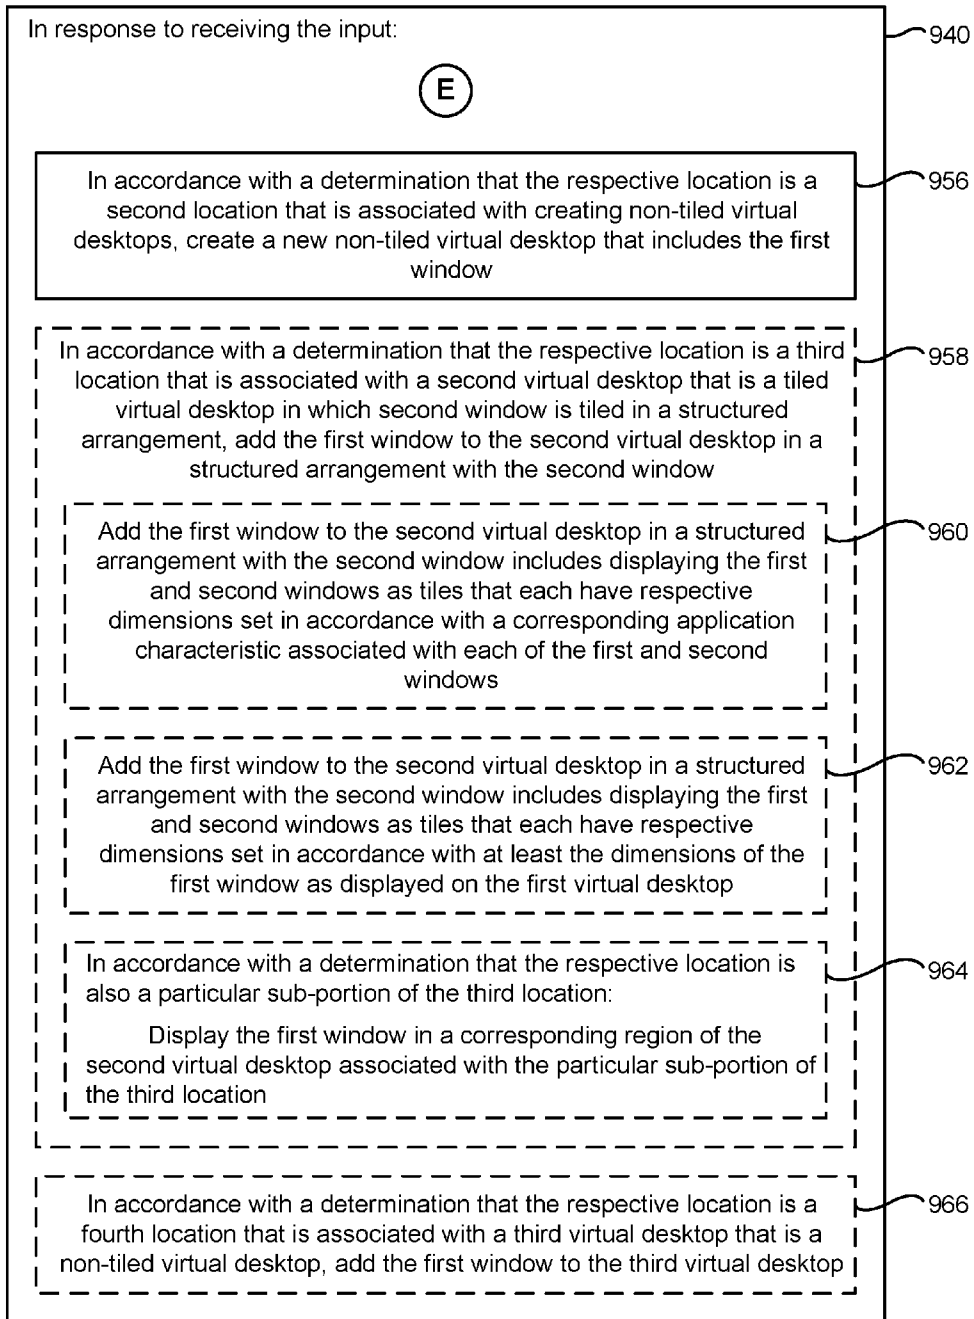 In response to receiving the input:
940
E
In accordance with a determination that the respective location is a
second location that is associated with creating non-tiled virtual
desktops, create a new non-tiled virtual desktop that includes the first
window
956
In accordance with a determination that the respective location is a third
location that is associated with a second virtual desktop that is a tiled
virtual desktop in which second window is tiled in a structured
arrangement, add the first window to the second virtual desktop in a
structured arrangement with the second window
958
Add the first window to the second virtual desktop in a structured
arrangement with the second window includes displaying the first
and second windows as tiles that each have respective
dimensions set in accordance with a corresponding application
characteristic associated with each of the first and second
windows
960
Add the first window to the second virtual desktop in a structured
arrangement with the second window includes displaying the first
and second windows as tiles that each have respective
dimensions set in accordance with at least the dimensions of the
first window as displayed on the first virtual desktop
962
In accordance with a determination that the respective location is
also a particular sub-portion of the third location:
Display the first window in a corresponding region of the
second virtual desktop associated with the particular sub-portion of
the third location
964
In accordance with a determination that the respective location is a
fourth location that is associated with a third virtual desktop that is a
non-tiled virtual desktop, add the first window to the third virtual desktop
966